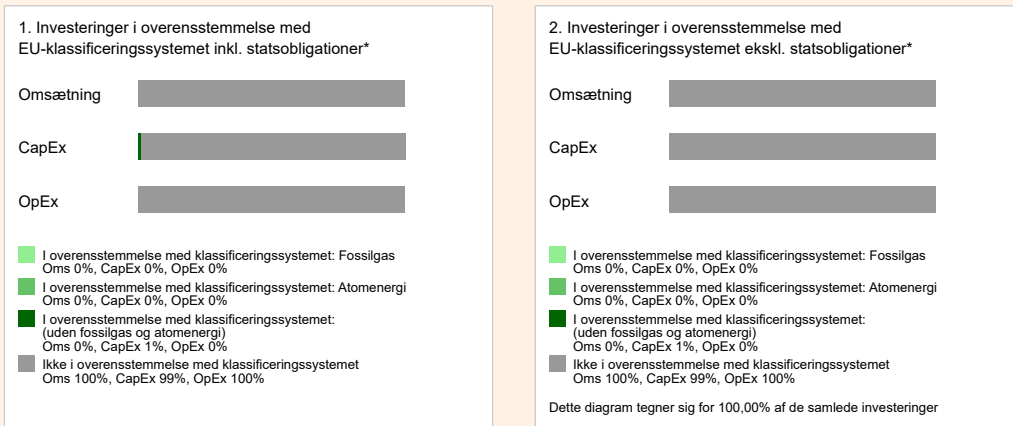 1. Investeringer i overensstemmelse med
EU-klassificeringssystemet inkl. statsobligationer*
Omsætning
CapEx
OpEx
I overensstemmelse med klassificeringssystemet: Fossilgas
Oms 0%, CapEx 0%, OpEx 0%
I overensstemmelse med klassificeringssystemet: Atomenergi
Oms 0%, CapEx 0%, OpEx 0%
I overensstemmelse med klassificeringssystemet:
(uden fossilgas og atomenergi)
Oms 0%, CapEx 1%, OpEx 0%
Ikke i overensstemmelse med klassificeringssystemet
Oms 100%, CapEx 99%, OpEx 100%
2. Investeringer i overensstemmelse med
EU-klassificeringssystemet ekskl. statsobligationer*
Omsætning
CapEx
OpEx
I overensstemmelse med klassificeringssystemet: Fossilgas
Oms 0%, CapEx 0%, OpEx 0%
I overensstemmelse med klassificeringssystemet: Atomenergi
Oms 0%, CapEx 0%, OpEx 0%
I overensstemmelse med klassificeringssystemet:
(uden fossilgas og atomenergi)
Oms 0%, CapEx 1%, OpEx 0%
Ikke i overensstemmelse med klassificeringssystemet
Oms 100%, CapEx 99%, OpEx 100%
Dette diagram tegner sig for 100,00% af de samlede investeringer